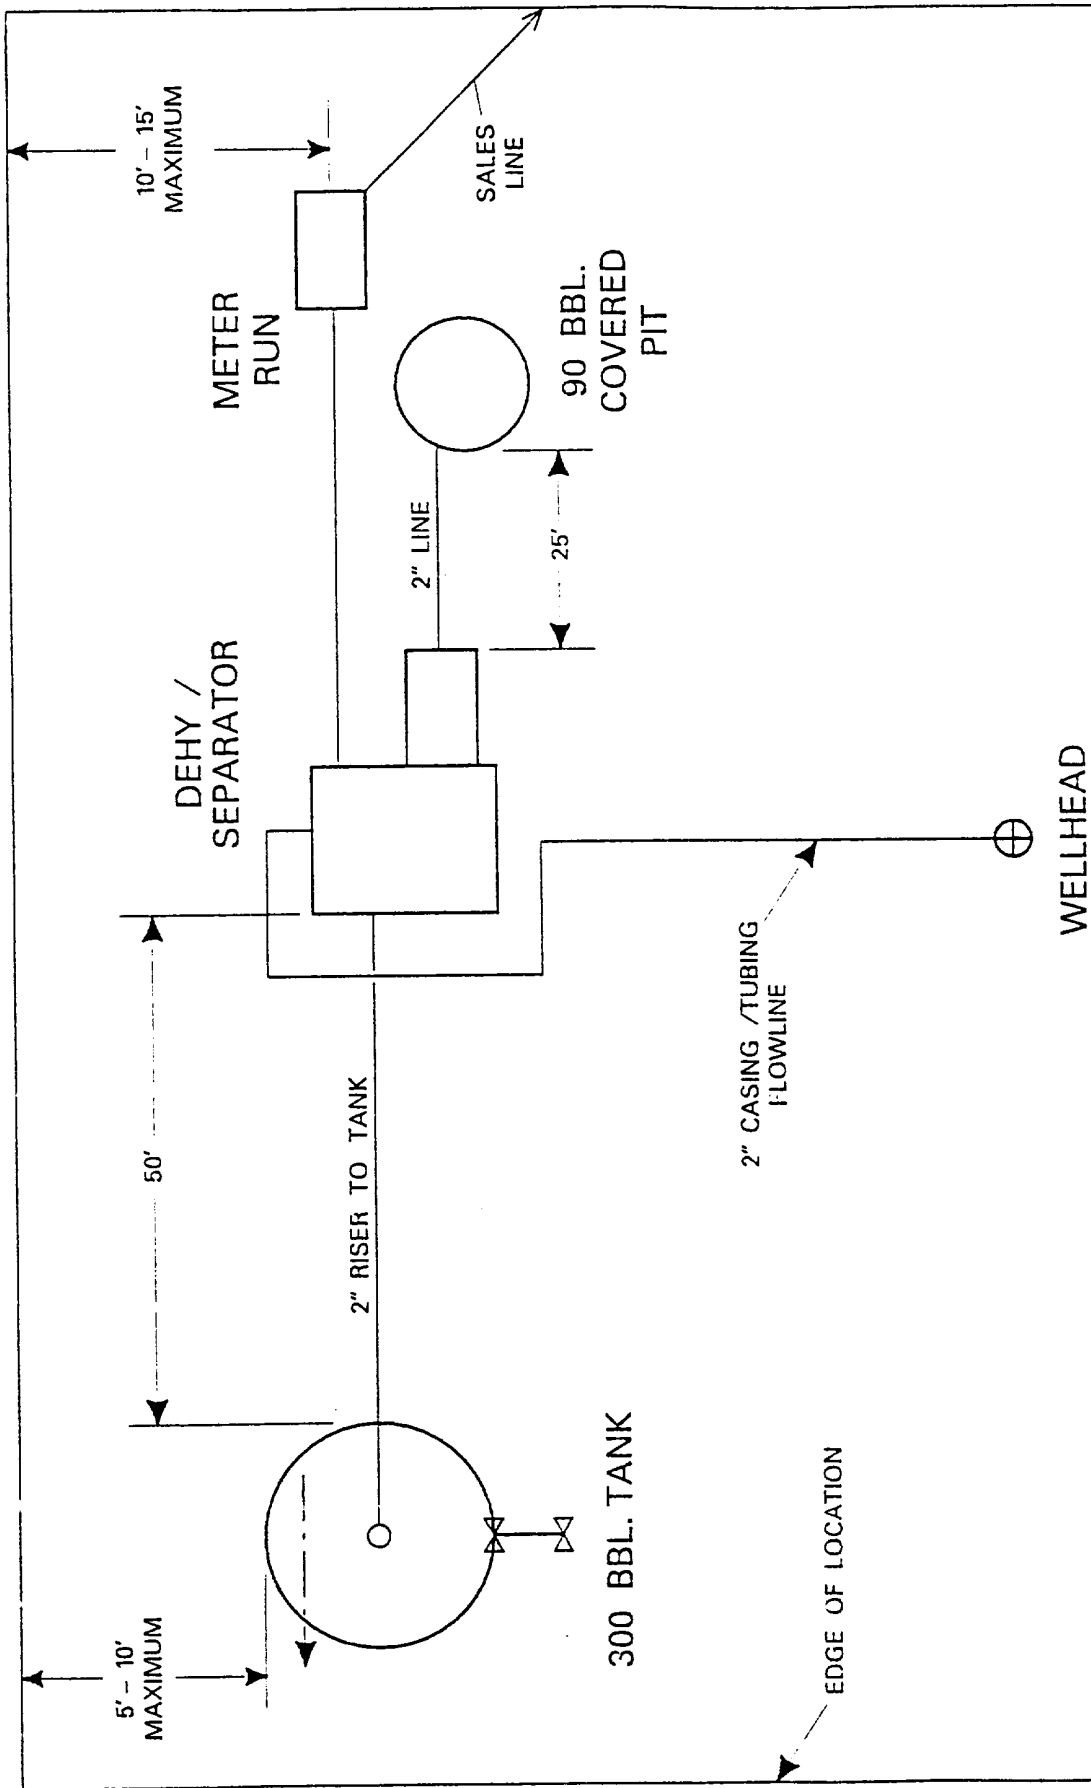 5' - 10'
MAXIMUM
50'
10' - 15'
MAXIMUM
DEHY /
SEPARATOR
METER
RUN
SALES
LINE
2" RISER TO TANK
2" LINE
25'
90 BBL.
COVERED
PIT
300 BBL. TANK
2" CASING /TUBING
FLOWLINE
EDGE OF LOCATION
WELLHEAD